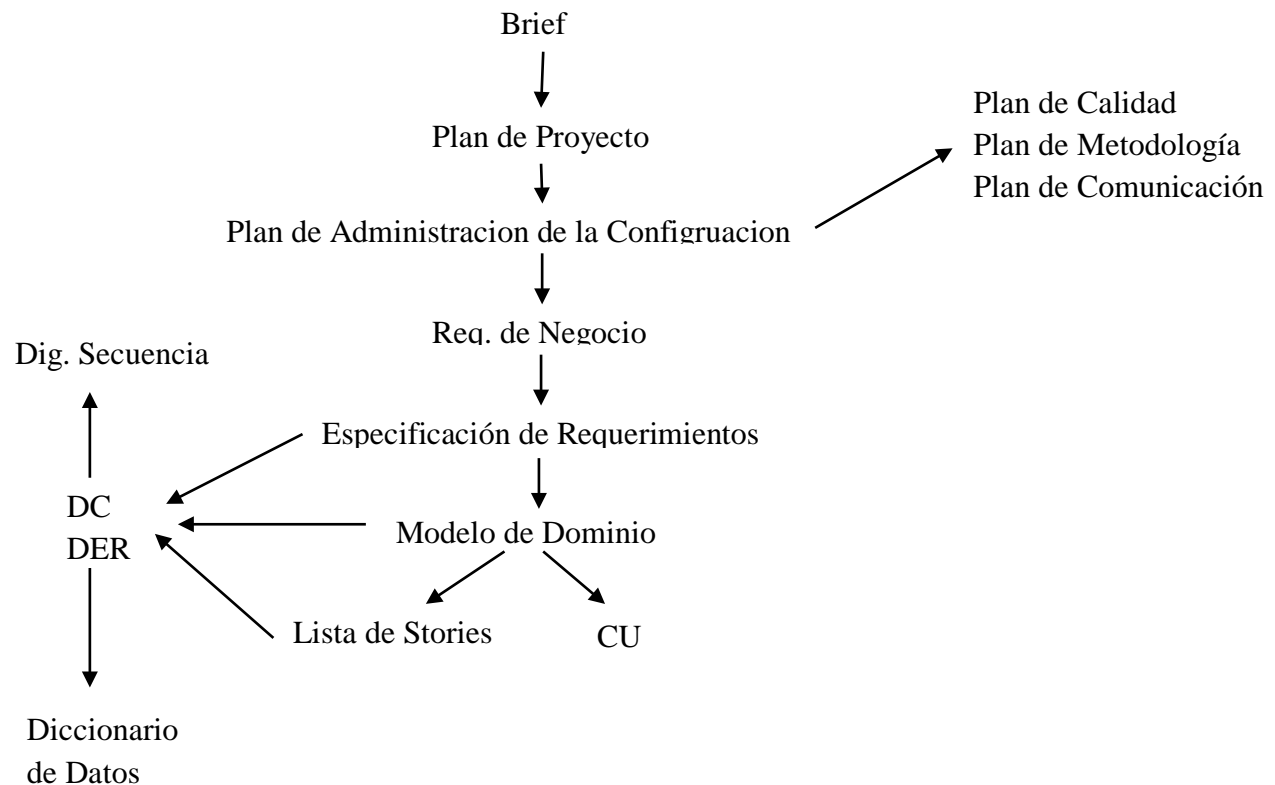 Brief
Plan de Proyecto
Plan de Calidad
Plan de Metodología
Plan de Comunicación
Plan de Administracion de la Configruacion
Req. de Negocio
Dig. Secuencia
Especificación de Requerimientos
DC
DER
Modelo de Dominio
Lista de Stories
CU
Diccionario
de Datos